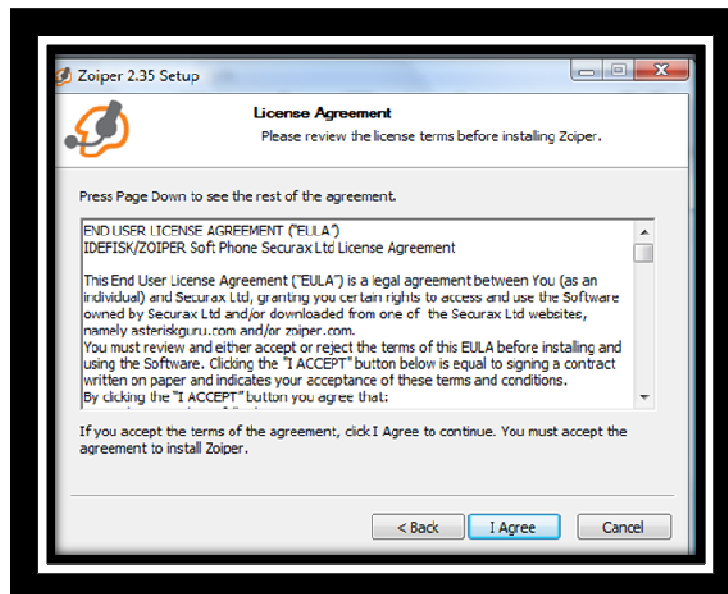 Zoiper 2.35 Setup
License Agreement
Please review the license terms before installing Zoiper.
Press Page Down to see the rest of the agreement.
END USER LICENSE AGREEMENT ("EULA")
IDEFISK/ZOIPER Soft Phone Securax Ltd License Agreement
This End User License Agreement ("EULA") is a legal agreement between You (as an
individual) and Securax Ltd, granting you certain rights to access and use the Software
owned by Securax Ltd and/or downloaded from one of the Securax Ltd websites,
namely asteriskguru.com and/or zoiper.com.
You must review and either accept or reject the terms of this EULA before installing and
using the Software. Clicking the "I ACCEPT" button below is equal to signing a contract
written on paper and indicates your acceptance of these terms and conditions.
By clicking the "I ACCEPT" button you agree that:
If you accept the terms of the agreement, click I Agree to continue. You must accept the
agreement to install Zoiper.
< Back I Agree Cancel